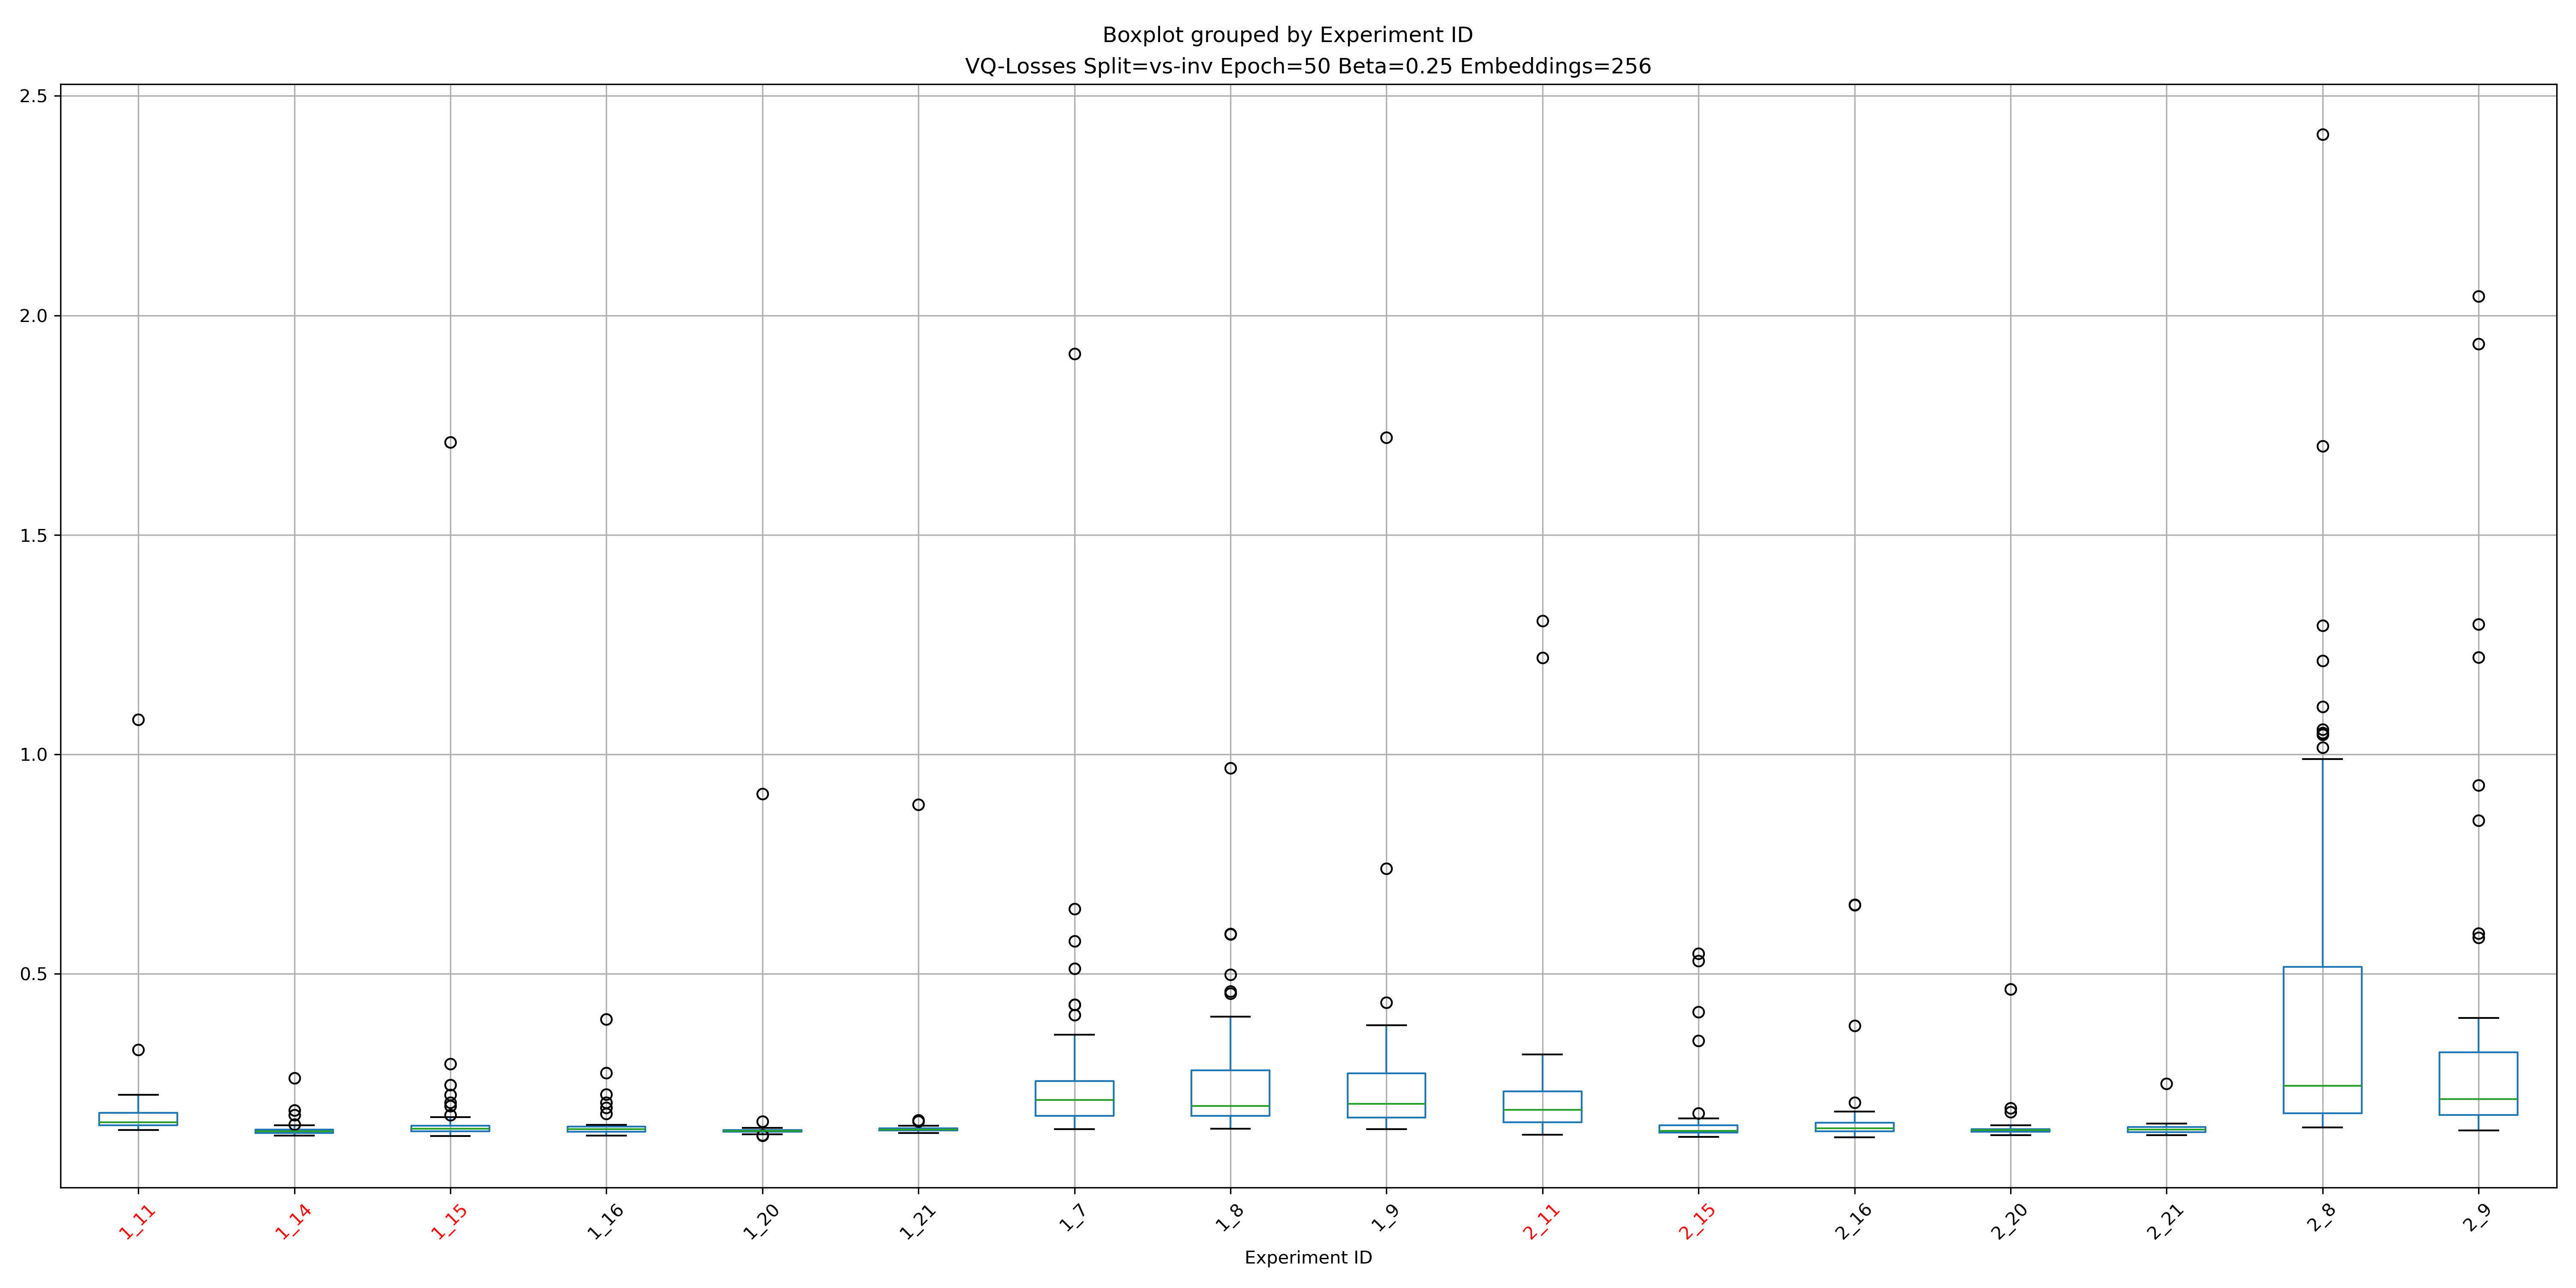 Boxplot grouped by Experiment ID
VQ-Losses Split=vs-inv Epoch=50 Beta=0.25 Embeddings=256
2.5
2.0
1.5
1.0
0.5
1_11 1_14 1_15 1_16 1_20 1_21 1_7 1_8 1_9 2_11 2_15 2_16 2_20 2_21 2_8 2_9
Experiment ID